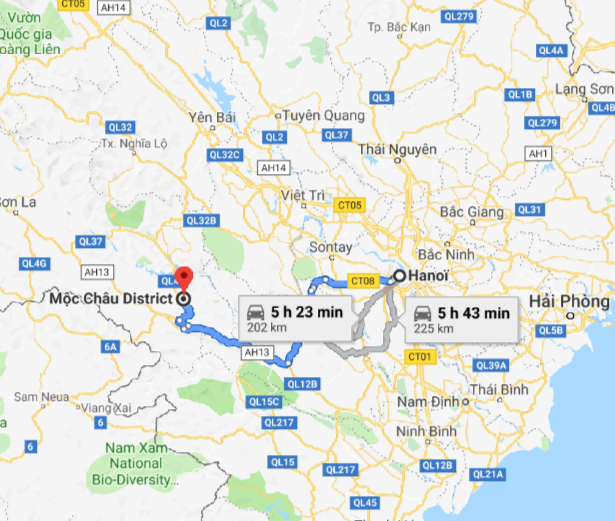 Vườn
Quốc gia
oàng Liên
CT05
AH14
QL2
QL279
Tp. Bắc Kạn
QL4A
Lạng Sơn
QL3
QL1B
QL4B
QL279
Yên Bái
Tuyên Quang
QL32
QL2
QL37
Tx. Nghĩa Lộ
QL32C
Thái Nguyên
AH1
AH14
Việt Trì
CT05
ơn La
QL32B
Bắc Giang
QL31
QL37
Sontay
Bắc Ninh
QL4G
AH13
QL4
CT08
Hanoï
Mộc Châu District
5 h 23 min
202 km
5 h 43 min
225 km
Hải Phòng
QL5B
6A
AH13
CT01
QL39A
QL12B
Sam Neua
Viang Xai
QL15C
Thái Bình
Nam Định
6
QL217
Ninh Bình
6
Nam Xam
National
Bio-Diversity...
QL15
QL217
QL12B
QL21A
QL45